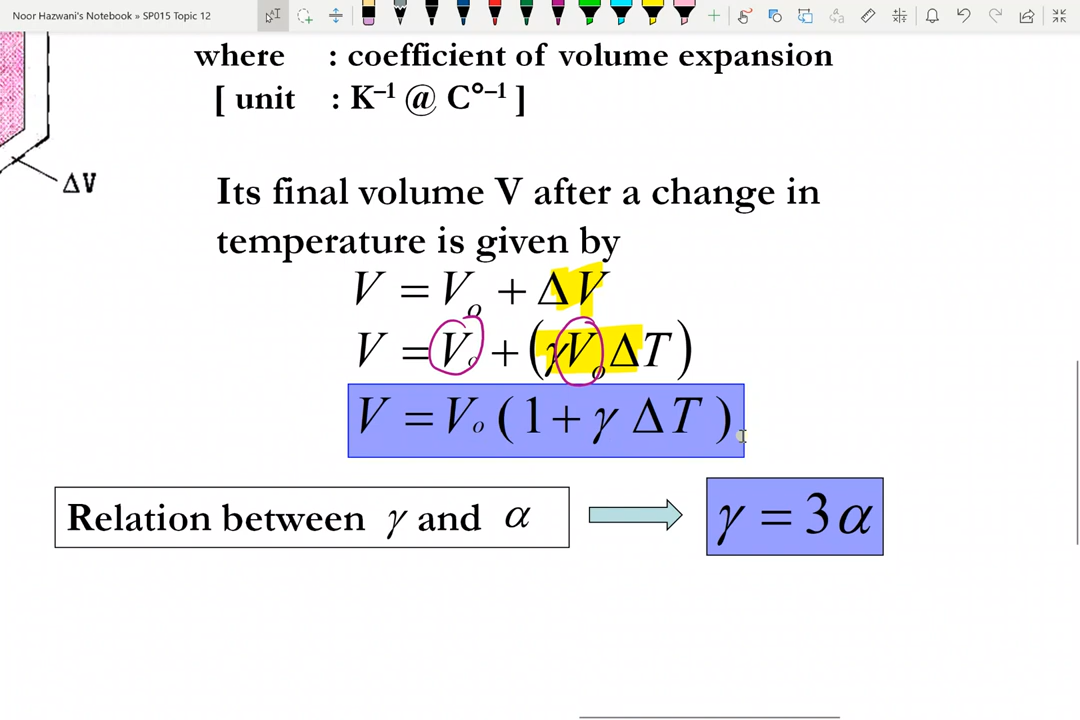 Noor Hazwani's Notebook » SP015 Topic 12
where : coefficient of volume expansion
[ unit : K⁻¹ @ C°⁻¹ ]
ΔV
Its final volume V after a change in
temperature is given by
V = Vₒ + ΔV
V = Vₒ + (γVₒΔT)
V = Vₒ (1 + γ ΔT)
Relation between γ and α
γ = 3α